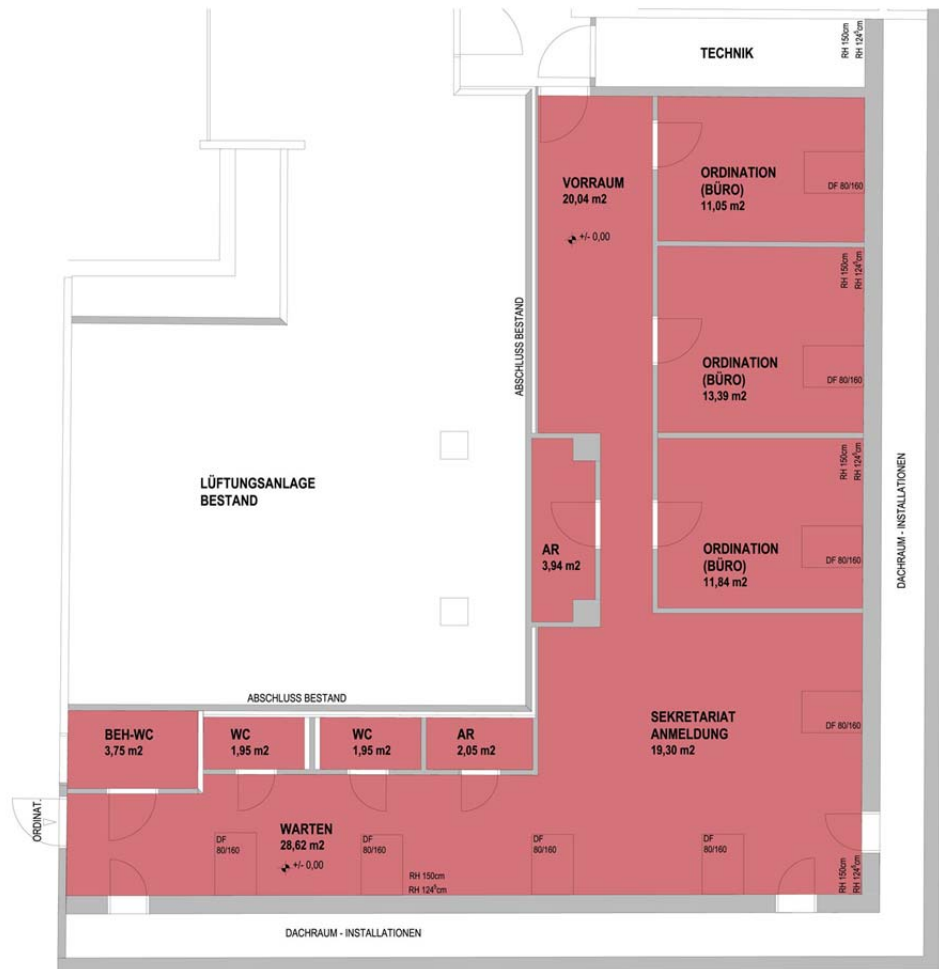 TECHNIK
RH 150cm
RH 124⁵cm
VORRAUM
20,04 m2
+/- 0,00
ORDINATION
(BÜRO)
11,05 m2
DF 80/160
ABSCHLUSS BESTAND
RH 150cm
RH 124⁵cm
ORDINATION
(BÜRO)
13,39 m2
DF 80/160
LÜFTUNGSANLAGE
BESTAND
RH 150cm
RH 124⁵cm
DACHRAUM - INSTALLATIONEN
AR
3,94 m2
ORDINATION
(BÜRO)
11,84 m2
DF 80/160
ABSCHLUSS BESTAND
BEH-WC
3,75 m2
WC
1,95 m2
WC
1,95 m2
AR
2,05 m2
SEKRETARIAT
ANMELDUNG
19,30 m2
DF 80/160
ORDINAT.
WARTEN
28,62 m2
+/- 0,00
DF
80/160
DF
80/160
DF
80/160
DF
80/160
RH 150cm
RH 124⁵cm
RH 150cm
RH 124⁵cm
DACHRAUM - INSTALLATIONEN